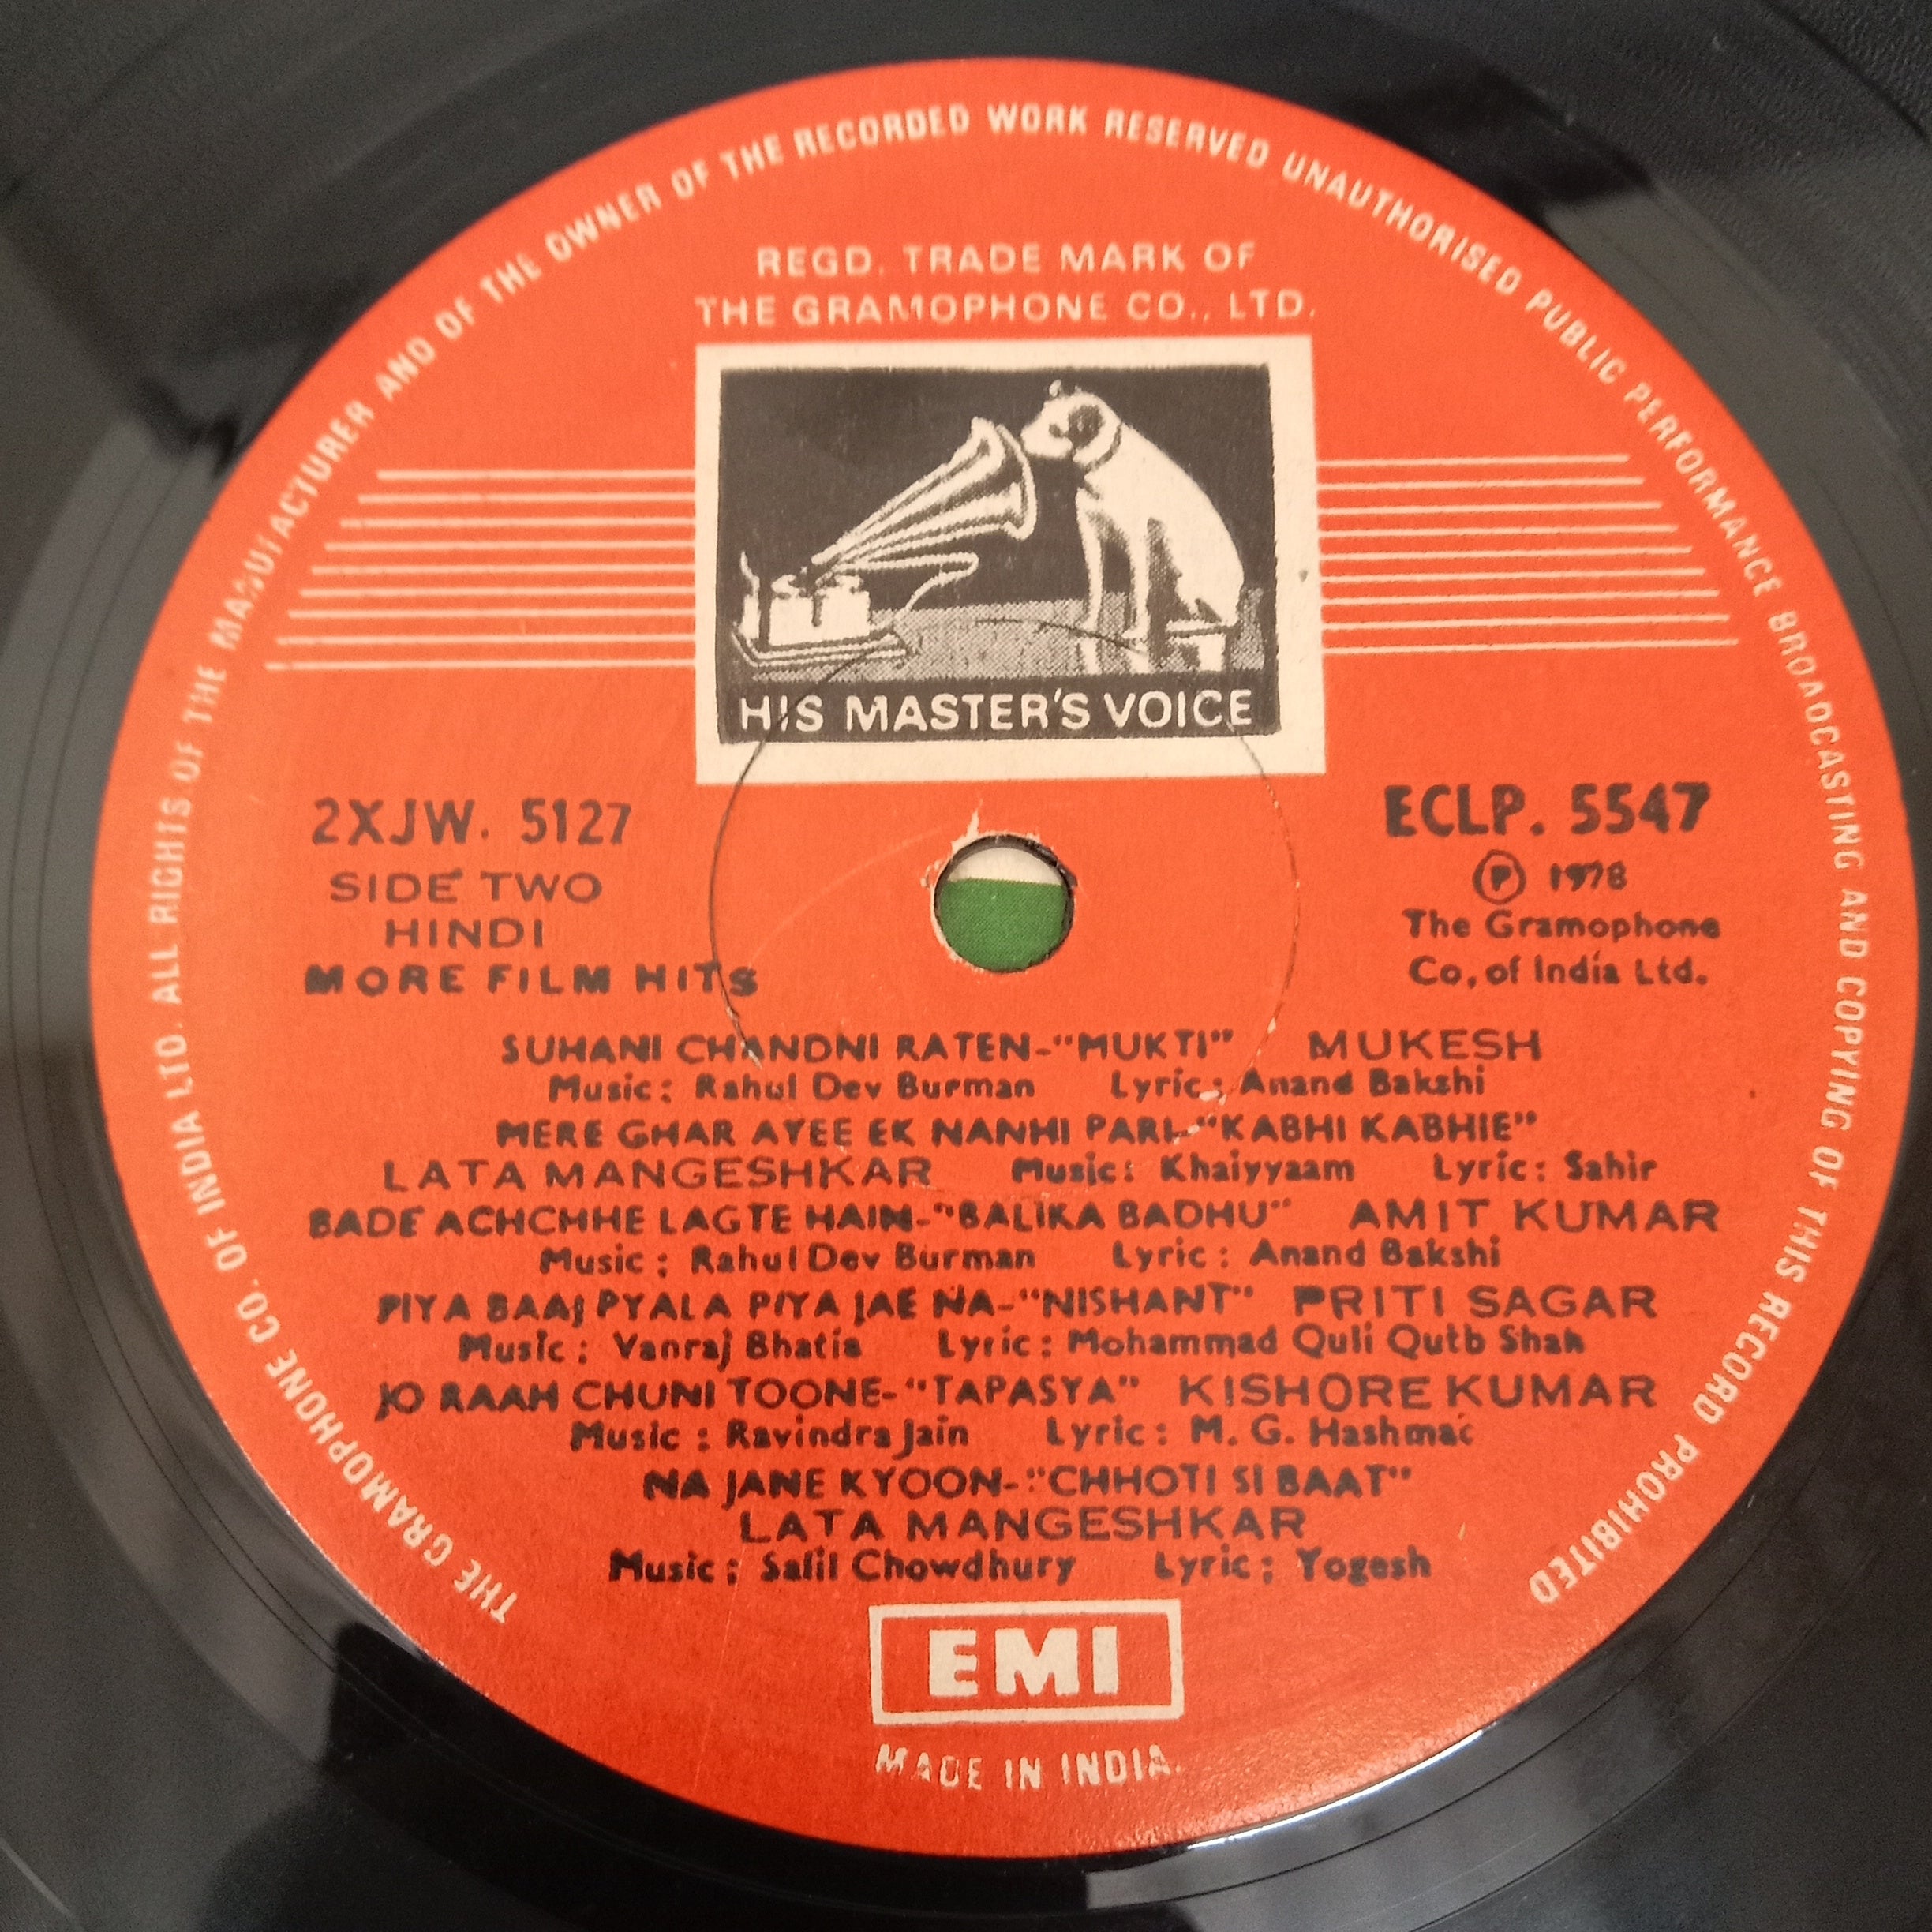 THE GRAMOPHONE CO. OF INDIA LTD. ALL RIGHTS OF THE MANUFACTURER AND OF THE OWNER OF THE RECORDED WORK RESERVED UNAUTHORISED PUBLIC PERFORMANCE BROADCASTING AND COPYING OF THIS RECORD PROHIBITED
REGD. TRADE MARK OF
THE GRAMOPHONE CO., LTD.
HIS MASTER'S VOICE
2XJW. 5127
SIDE TWO
HINDI
MORE FILM HITS
ECLP. 5547
Ⓟ 1978
The Gramophone
Co, of India Ltd.
SUHANI CHANDNI RATEN-"MUKTI" MUKESH
Music: Rahul Dev Burman Lyric: Anand Bakshi
MERE GHAR AYEE EK NANHI PARI-"KABHI KABHIE"
LATA MANGESHKAR Music: Khaiyyaam Lyric: Sahir
BADE ACHCHHE LAGTE HAIN-"BALIKA BADHU" AMIT KUMAR
Music: Rahul Dev Burman Lyric: Anand Bakshi
PIYA BAAJ PYALA PIYA JAE NA-"NISHANT" PRITI SAGAR
Music: Vanraj Bhatia Lyric: Mohammad Quli Qutb Shah
JO RAAH CHUNI TOONE-"TAPASYA" KISHORE KUMAR
Music: Ravindra Jain Lyric: M. G. Hashmat
NA JANE KYOON-"CHHOTI SI BAAT"
LATA MANGESHKAR
Music: Salil Chowdhury Lyric: Yogesh
EMI
MADE IN INDIA.